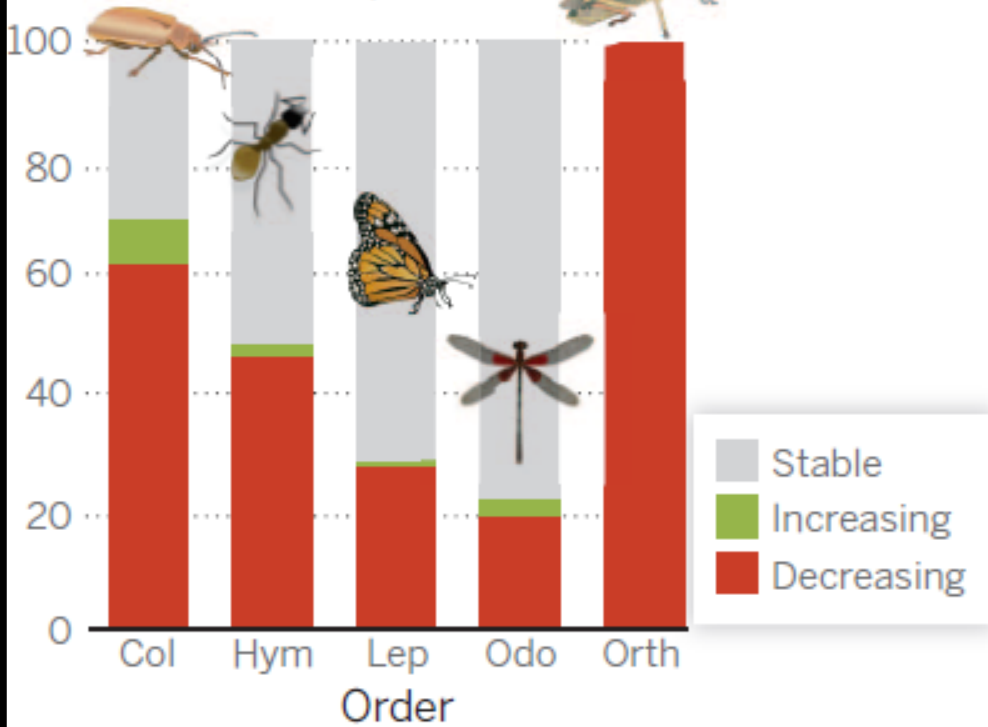 100
80
60
40
20
0
Col Hym Lep Odo Orth
Order
Stable
Increasing
Decreasing